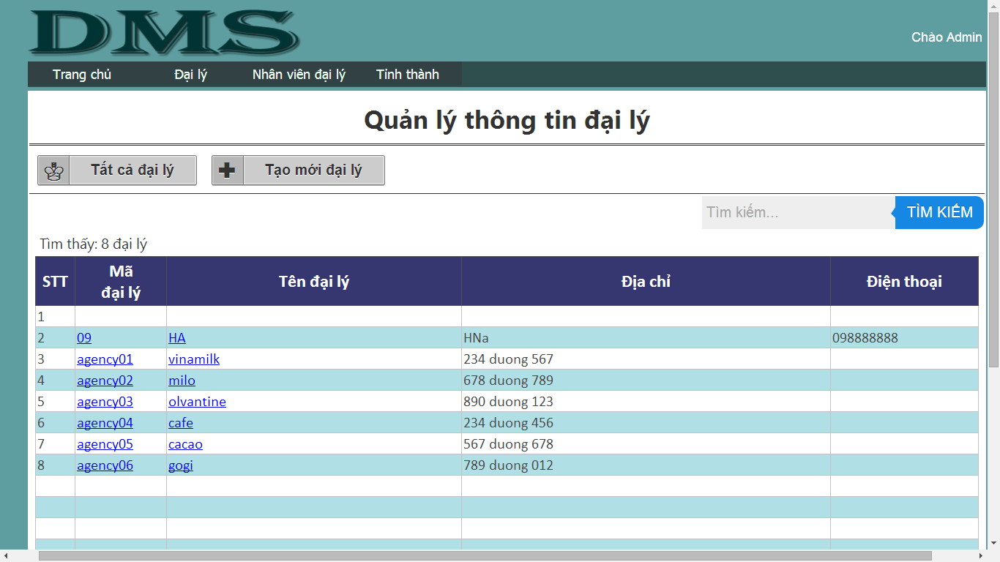 DMS
Chào Admin
Trang chủ Đại lý Nhân viên đại lý Tỉnh thành
Quản lý thông tin đại lý
Tất cả đại lý Tạo mới đại lý
Tìm kiếm... TÌM KIẾM
Tìm thấy: 8 đại lý
STT Mã đại lý Tên đại lý Địa chỉ Điện thoại
1
2 09 HA HNa 098888888
3 agency01 vinamilk 234 duong 567
4 agency02 milo 678 duong 789
5 agency03 olvantine 890 duong 123
6 agency04 cafe 234 duong 456
7 agency05 cacao 567 duong 678
8 agency06 gogi 789 duong 012